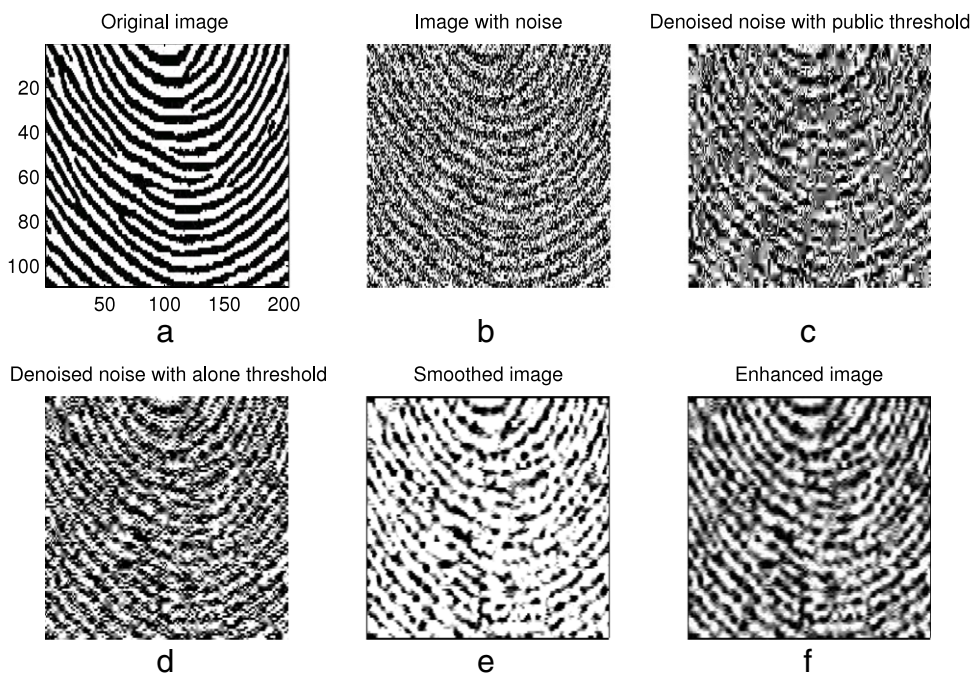 Original image
Image with noise
Denoised noise with public threshold
20
40
60
80
100
50 100 150 200
a
b
c
Denoised noise with alone threshold
Smoothed image
Enhanced image
d
e
f